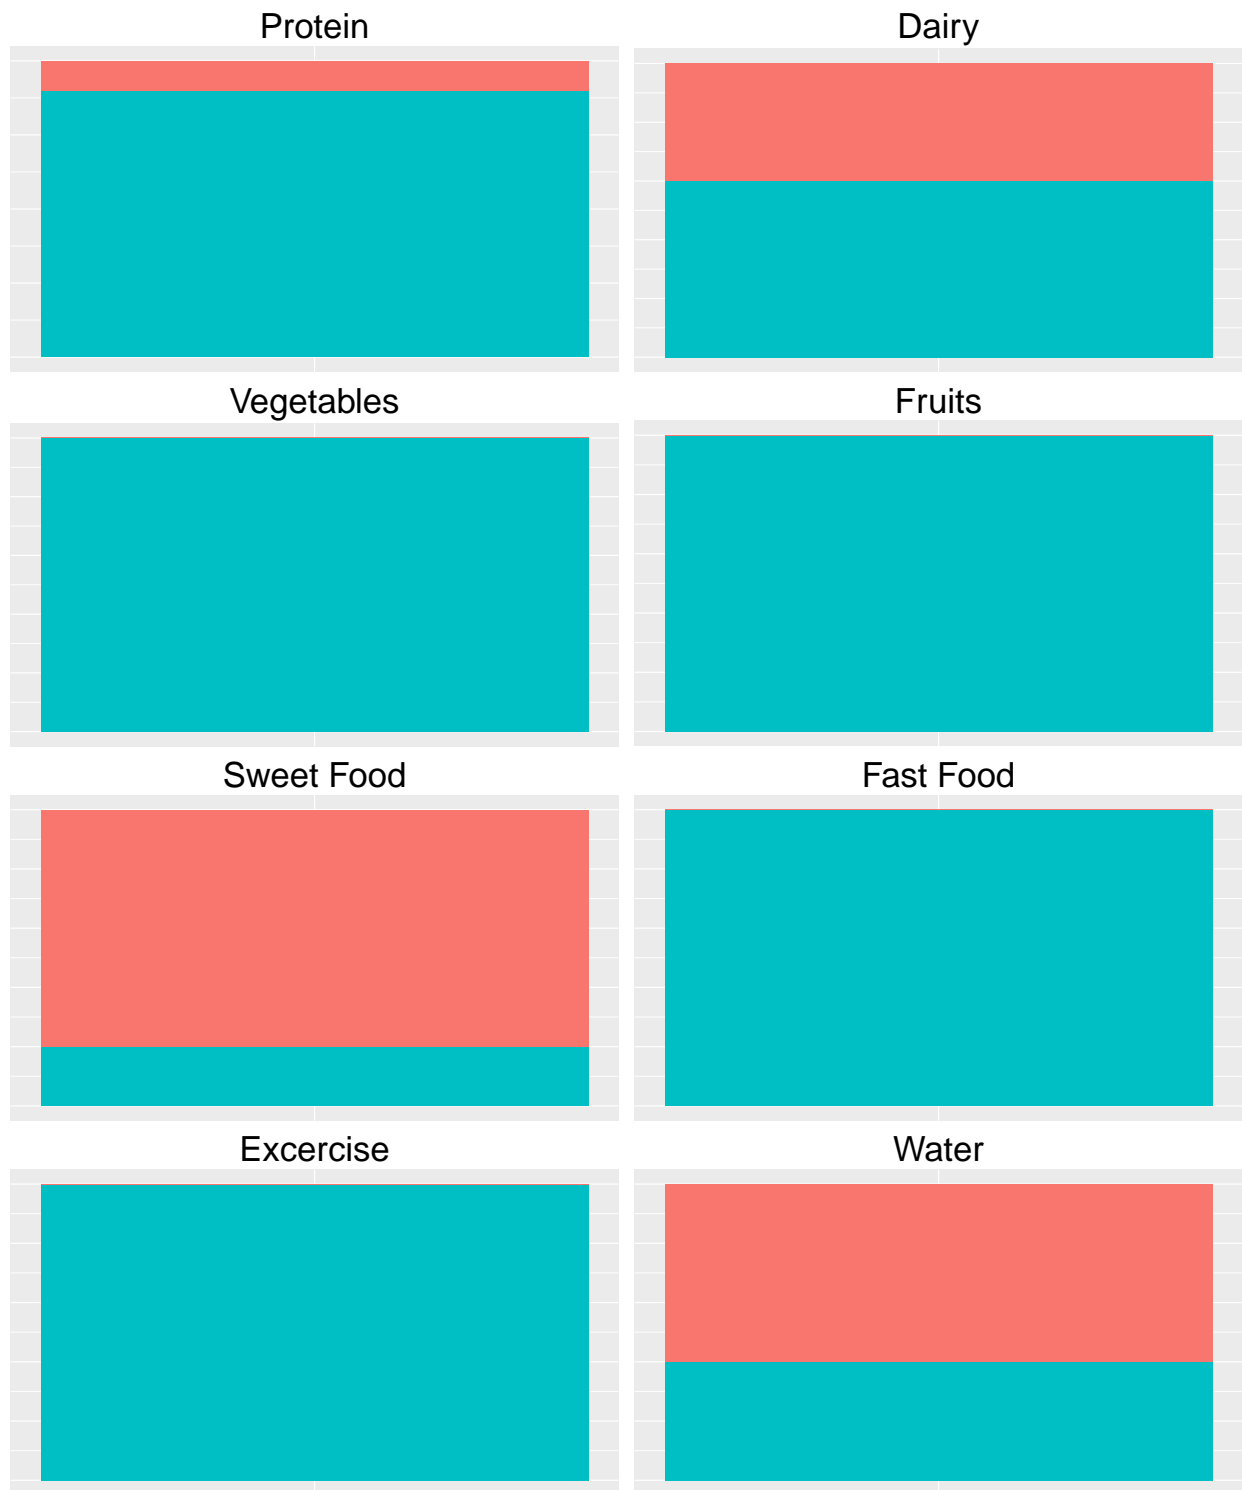 Protein
Dairy
Vegetables
Fruits
Sweet Food
Fast Food
Excercise
Water